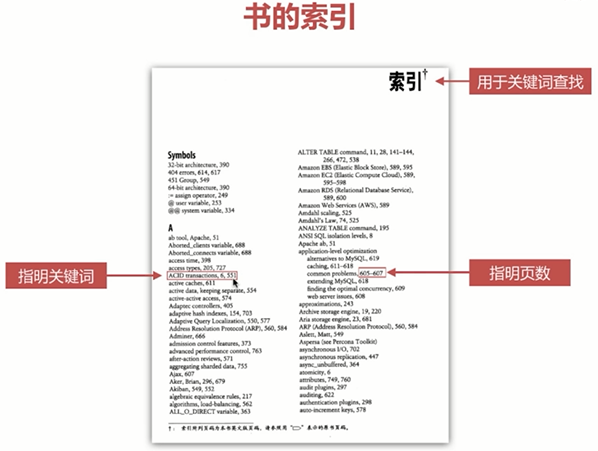 书的索引
索引†
用于关键词查找
Symbols
32-bit architecture, 390
404 errors, 614, 617
451 Group, 549
64-bit architecture, 390
:= assign operator, 249
@ user variable, 253
@@ system variable, 334
A
ab tool, Apache, 51
Aborted_clients variable, 688
Aborted_connects variable, 688
access time, 398
access types, 205, 727
ACID transactions, 6, 551
active caches, 611
active data, keeping separate, 554
active-active access, 574
Adaptec controllers, 405
adaptive hash indexes, 154, 703
Adaptive Query Localization, 550, 577
Address Resolution Protocol (ARP), 560, 584
Adminer, 666
admission control features, 373
advanced performance control, 763
after-action reviews, 571
aggregating sharded data, 755
Ajax, 607
Aker, Brian, 296, 679
Akiban, 549, 552
algebraic equivalence rules, 217
algorithms, load-balancing, 562
ALL_O_DIRECT variable, 363
ALTER TABLE command, 11, 28, 141–144,
266, 472, 538
Amazon EBS (Elastic Block Store), 589, 595
Amazon EC2 (Elastic Compute Cloud), 589,
595–598
Amazon RDS (Relational Database Service),
589, 600
Amazon Web Services (AWS), 589
Amdahl scaling, 525
Amdahl's Law, 74, 525
ANALYZE TABLE command, 195
ANSI SQL isolation levels, 8
Apache ab, 51
application-level optimization
alternatives to MySQL, 619
caching, 611–618
common problems, 605–607
extending MySQL, 618
finding the optimal concurrency, 609
web server issues, 608
approximations, 243
Archive storage engine, 19, 220
Aria storage engine, 23, 681
ARP (Address Resolution Protocol), 560, 584
Aslett, Matt, 549
Aspersa (see Percona Toolkit)
asynchronous I/O, 702
asynchronous replication, 447
async_unbuffered, 364
atomicity, 6
attributes, 749, 760
audit plugins, 297
auditing, 622
authentication plugins, 298
auto-increment keys, 578
指明关键词
指明页数
†: 索引所列页码为本书英文版页码，请参照用“▭”表示的原书页码。